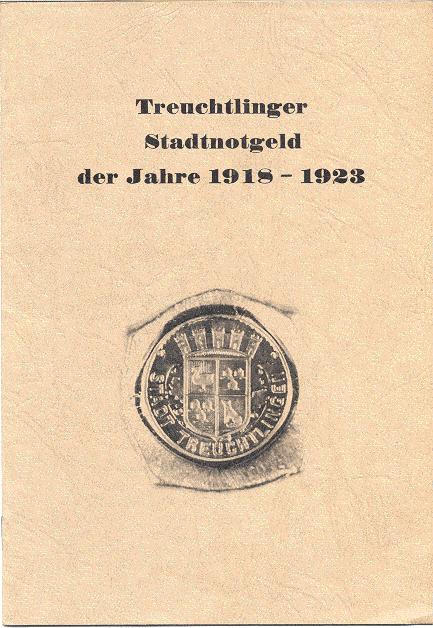 Treuchtlinger
Stadtnotgeld
der Jahre 1918 – 1923
STADT TREUCHTLINGEN